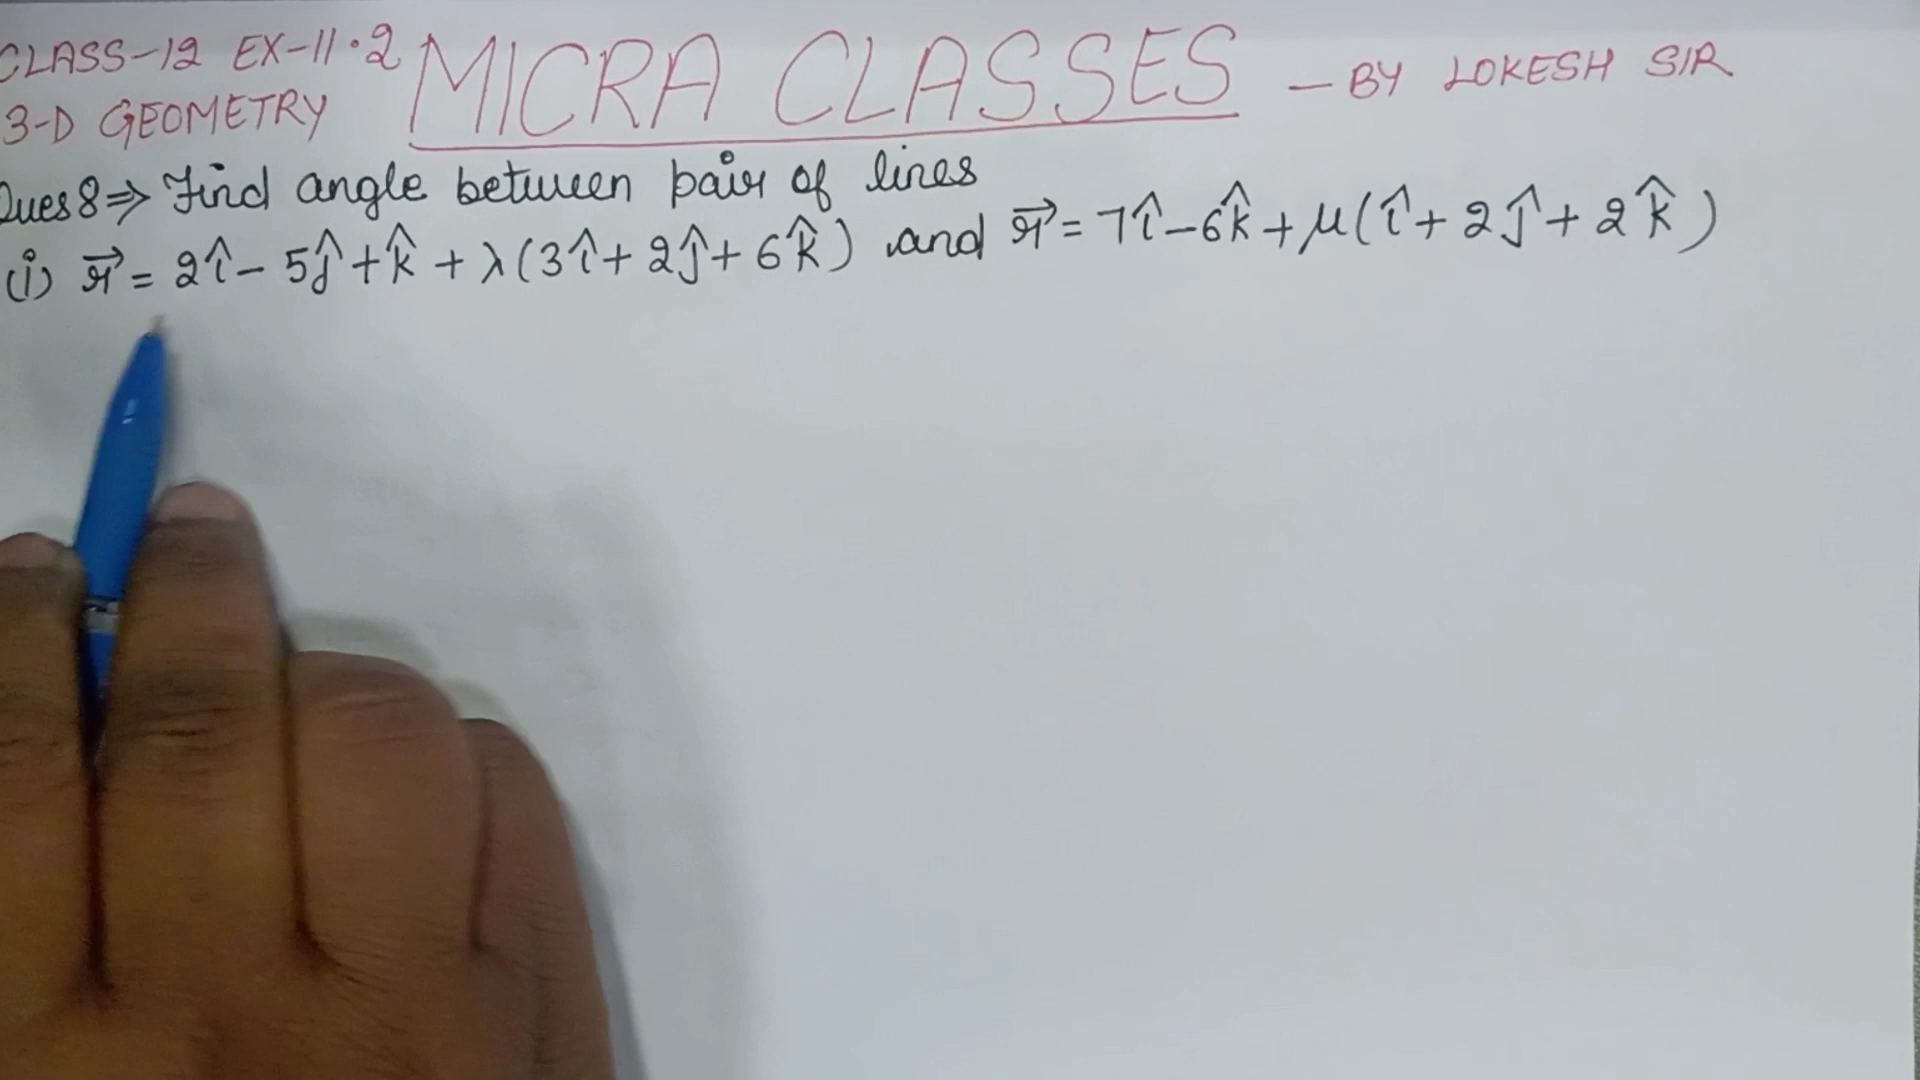 CLASS-12 EX-11.2 MICRA CLASSES - BY LOKESH SIR
3-D GEOMETRY
Ques 8⇒ Find angle between pair of lines
(i) r⃗ = 2î - 5ĵ + k̂ + λ(3î + 2ĵ + 6k̂) and r⃗ = 7î - 6k̂ + μ(î + 2ĵ + 2k̂)